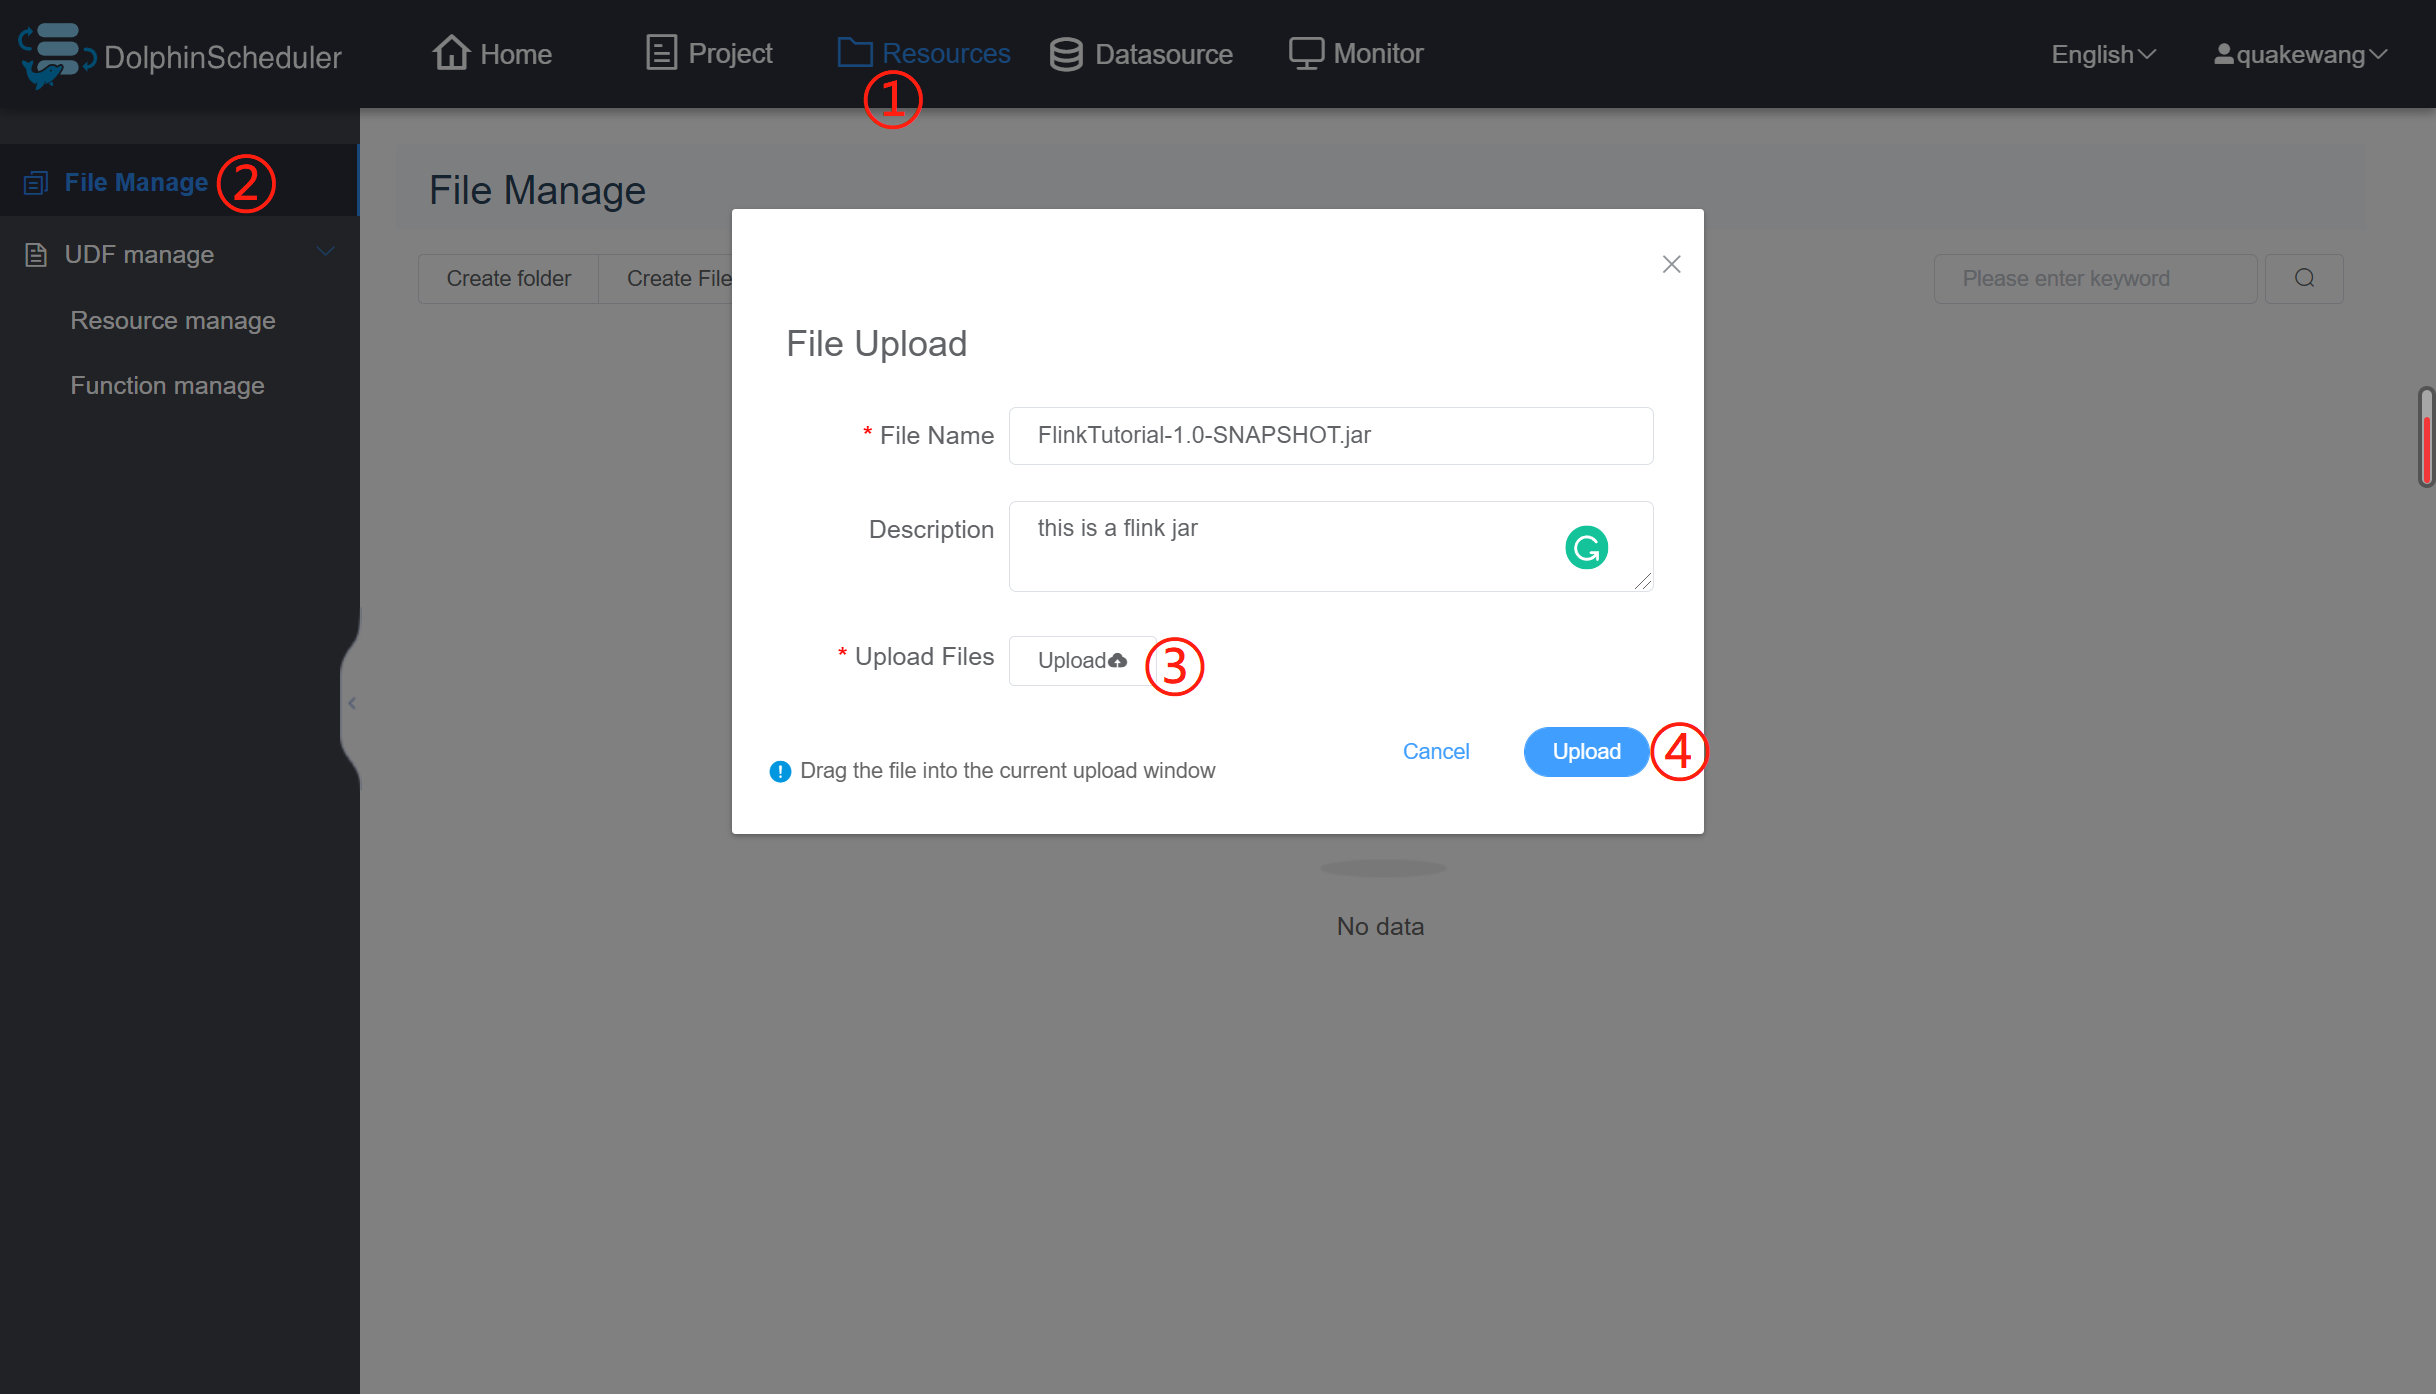 DolphinScheduler
Home
Project
Resources
Datasource
Monitor
English
quakewang
①
File Manage ②
UDF manage
Resource manage
Function manage
File Manage
Create folder
Create File
Please enter keyword
File Upload
* File Name
FlinkTutorial-1.0-SNAPSHOT.jar
Description
this is a flink jar
* Upload Files
Upload ③
Cancel
Upload ④
Drag the file into the current upload window
No data